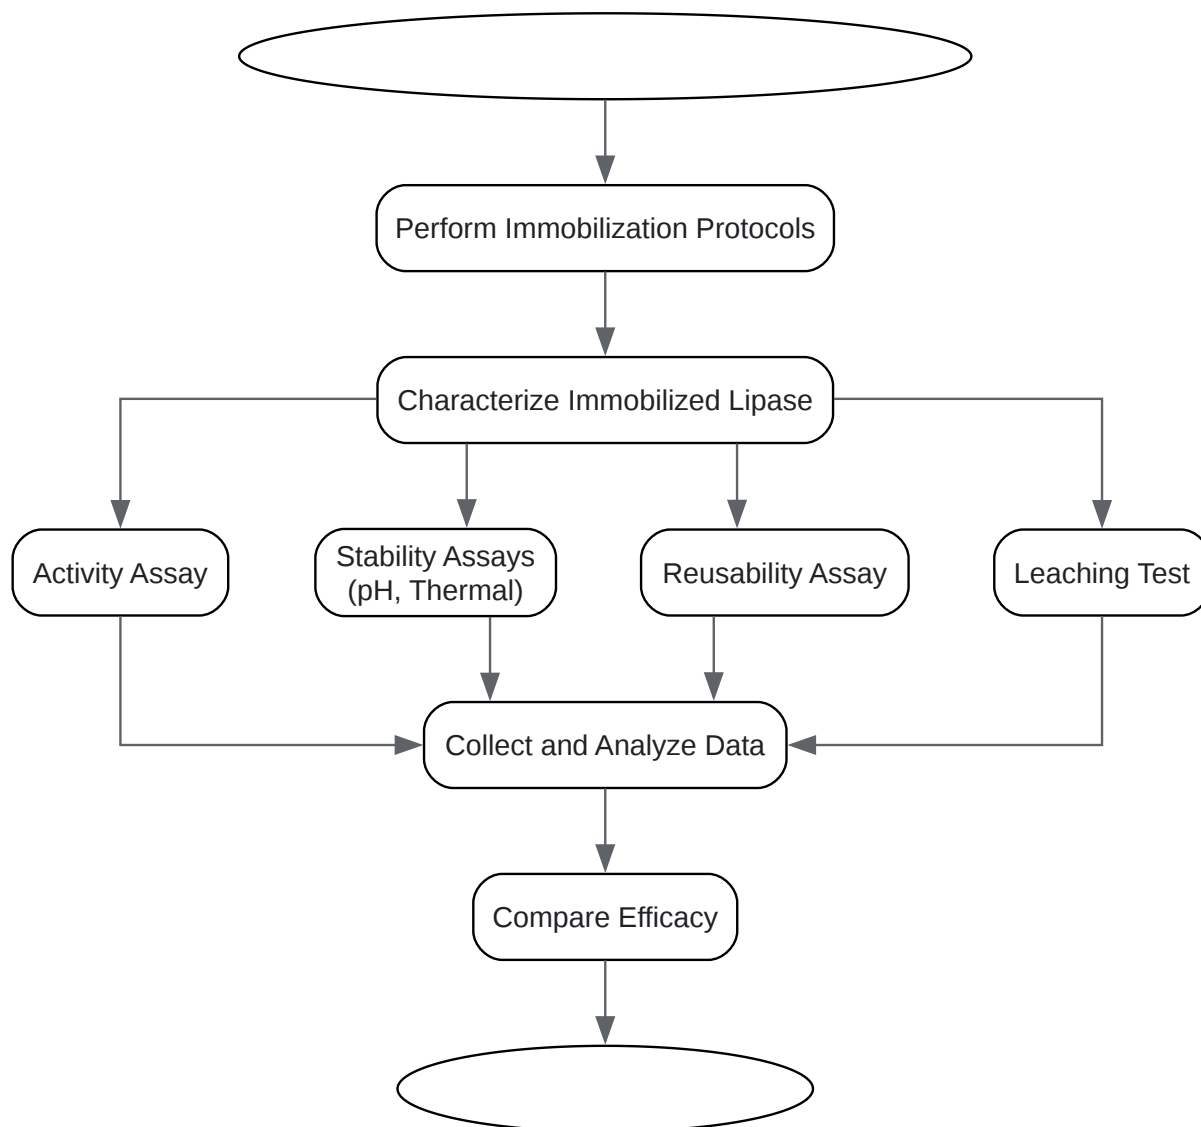 Perform Immobilization Protocols
Characterize Immobilized Lipase
Activity Assay
Stability Assays
(pH, Thermal)
Reusability Assay
Leaching Test
Collect and Analyze Data
Compare Efficacy